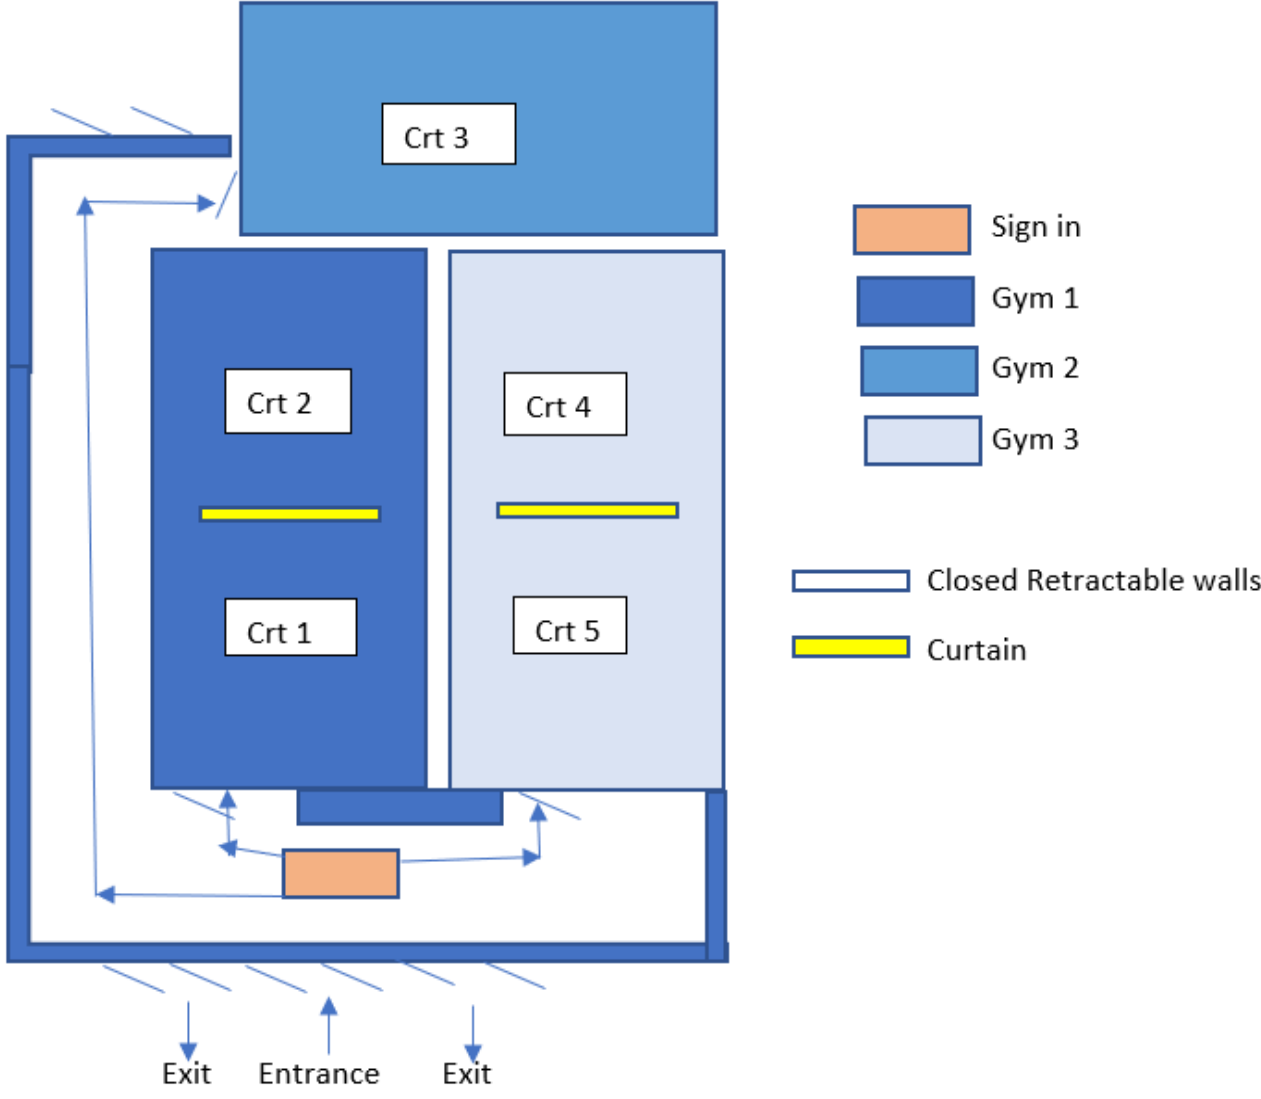 Crt 3
Sign in
Gym 1
Gym 2
Crt 2
Crt 4
Gym 3
Closed Retractable walls
Crt 1
Crt 5
Curtain
Exit
Entrance
Exit